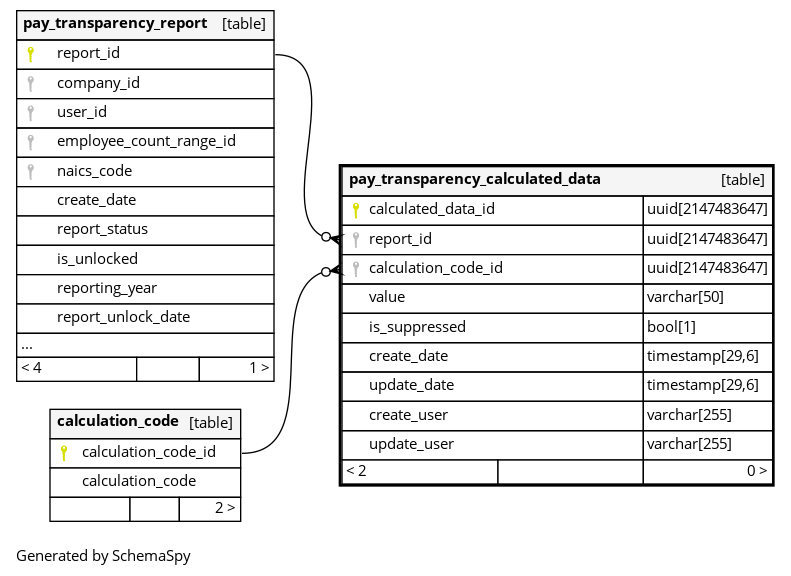 pay_transparency_report [table]
report_id
company_id
user_id
employee_count_range_id
naics_code
create_date
report_status
is_unlocked
reporting_year
report_unlock_date
...
< 4 1 >
pay_transparency_calculated_data [table]
calculated_data_id uuid[2147483647]
report_id uuid[2147483647]
calculation_code_id uuid[2147483647]
value varchar[50]
is_suppressed bool[1]
create_date timestamp[29,6]
update_date timestamp[29,6]
create_user varchar[255]
update_user varchar[255]
< 2 0 >
calculation_code [table]
calculation_code_id
calculation_code
2 >
Generated by SchemaSpy